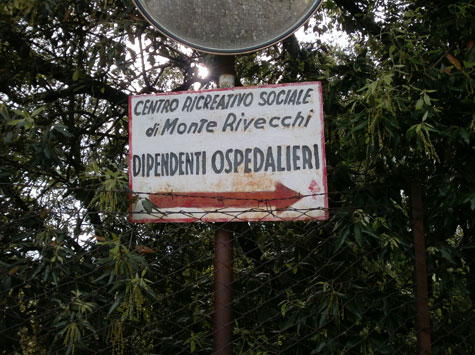 CENTRO RICREATIVO SOCIALE
di Monte Rivecchi
DIPENDENTI OSPEDALIERI